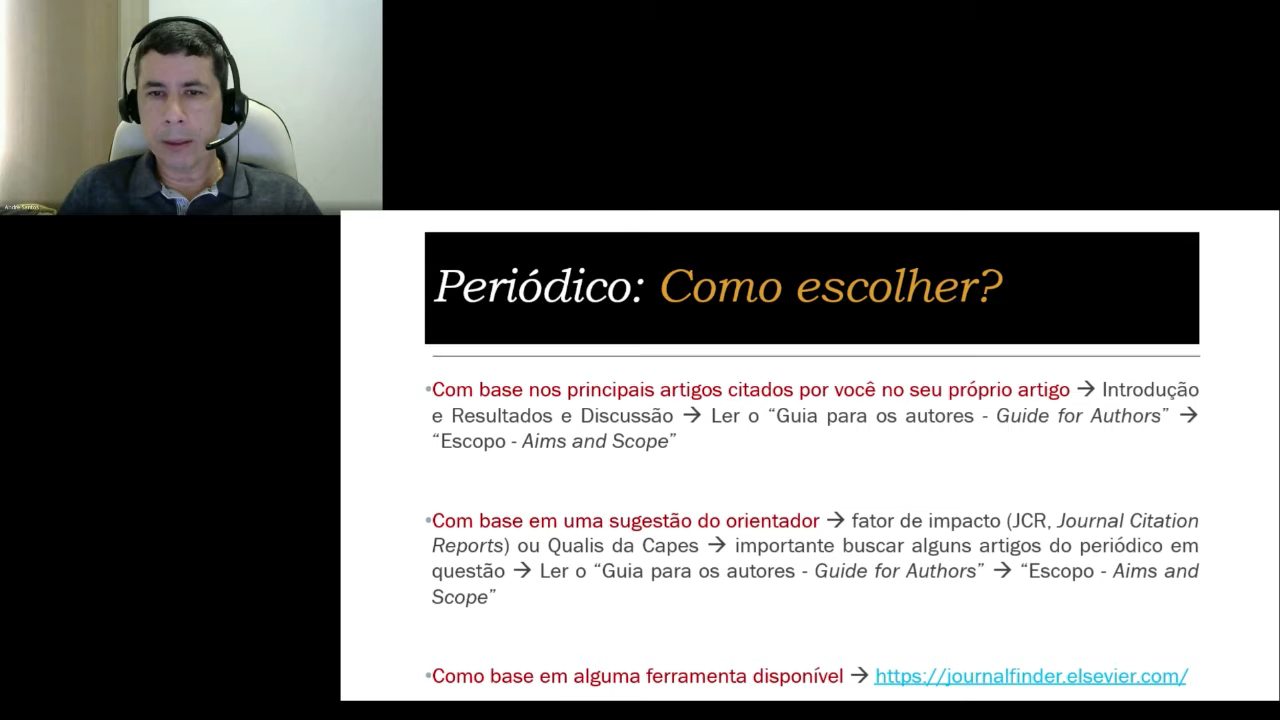 André Santos
Periódico: Como escolher?
•Com base nos principais artigos citados por você no seu próprio artigo → Introdução
e Resultados e Discussão → Ler o “Guia para os autores - Guide for Authors” →
“Escopo - Aims and Scope”
•Com base em uma sugestão do orientador → fator de impacto (JCR, Journal Citation
Reports) ou Qualis da Capes → importante buscar alguns artigos do periódico em
questão → Ler o “Guia para os autores - Guide for Authors” → “Escopo - Aims and
Scope”
•Como base em alguma ferramenta disponível → https://journalfinder.elsevier.com/